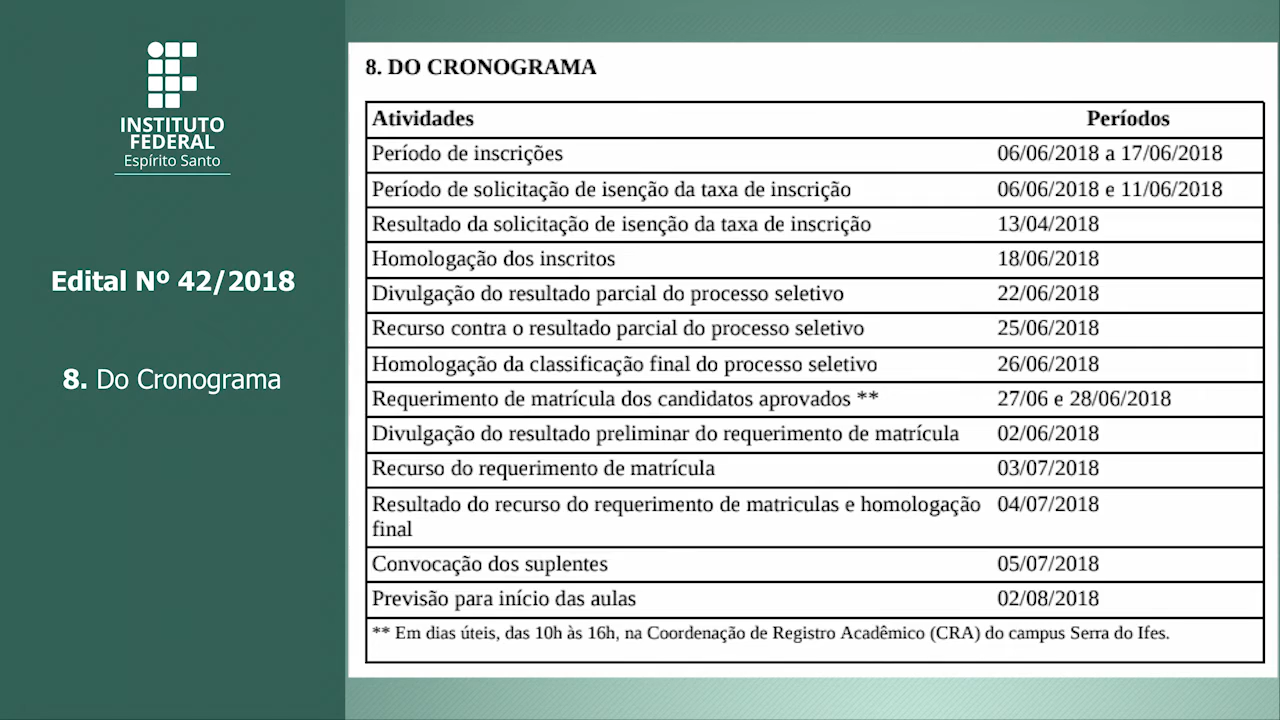 INSTITUTO
FEDERAL
Espírito Santo
Edital Nº 42/2018
8. Do Cronograma
8. DO CRONOGRAMA
Atividades Períodos
Período de inscrições 06/06/2018 a 17/06/2018
Período de solicitação de isenção da taxa de inscrição 06/06/2018 e 11/06/2018
Resultado da solicitação de isenção da taxa de inscrição 13/04/2018
Homologação dos inscritos 18/06/2018
Divulgação do resultado parcial do processo seletivo 22/06/2018
Recurso contra o resultado parcial do processo seletivo 25/06/2018
Homologação da classificação final do processo seletivo 26/06/2018
Requerimento de matrícula dos candidatos aprovados ** 27/06 e 28/06/2018
Divulgação do resultado preliminar do requerimento de matrícula 02/06/2018
Recurso do requerimento de matrícula 03/07/2018
Resultado do recurso do requerimento de matriculas e homologação 04/07/2018
final
Convocação dos suplentes 05/07/2018
Previsão para início das aulas 02/08/2018
** Em dias úteis, das 10h às 16h, na Coordenação de Registro Acadêmico (CRA) do campus Serra do Ifes.